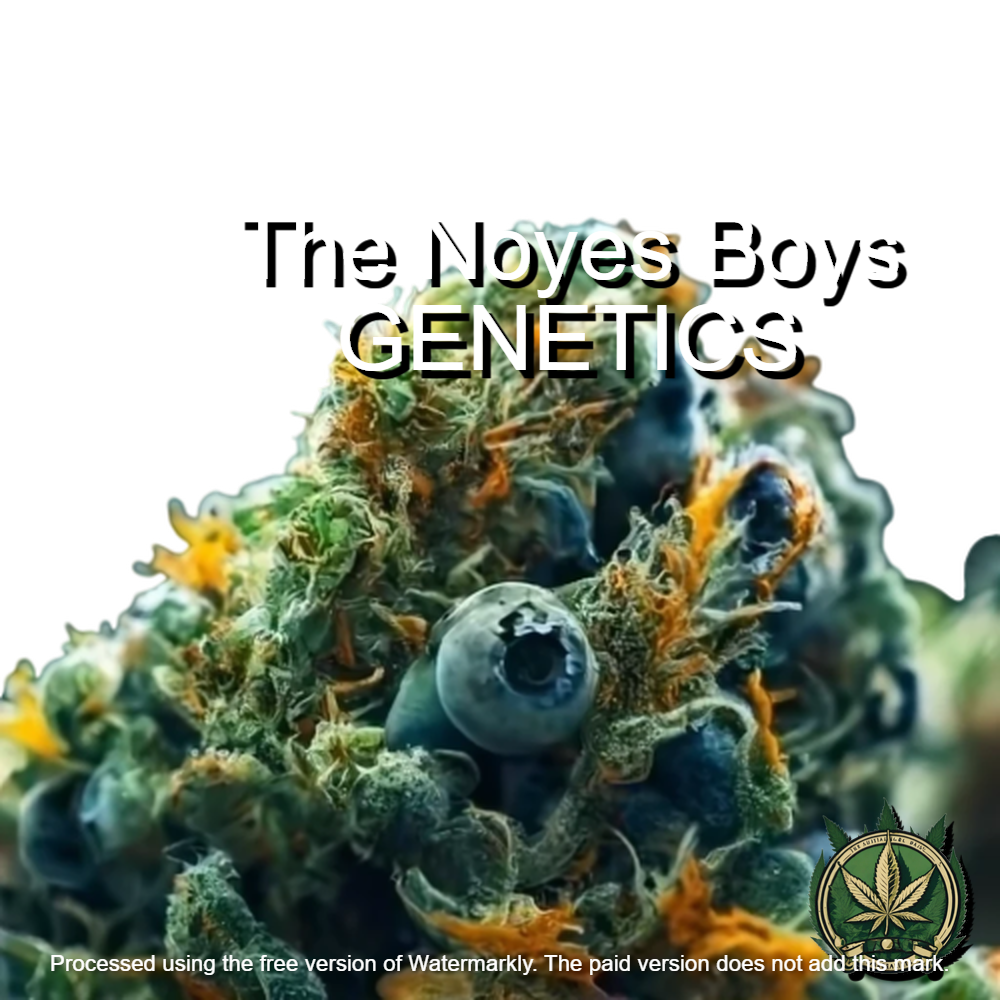 The Noyes Boys
GENETICS
Processed using the free version of Watermarkly. The paid version does not add this mark.